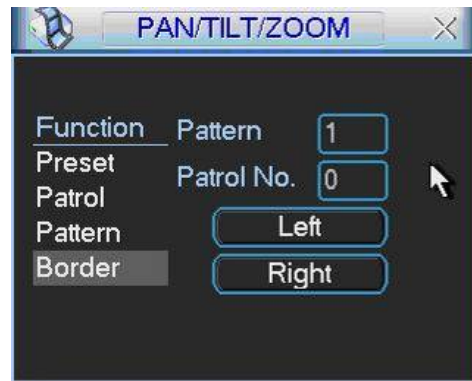 PAN/TILT/ZOOM
Function
Preset
Patrol
Pattern
Border
Pattern 1
Patrol No. 0
Left
Right